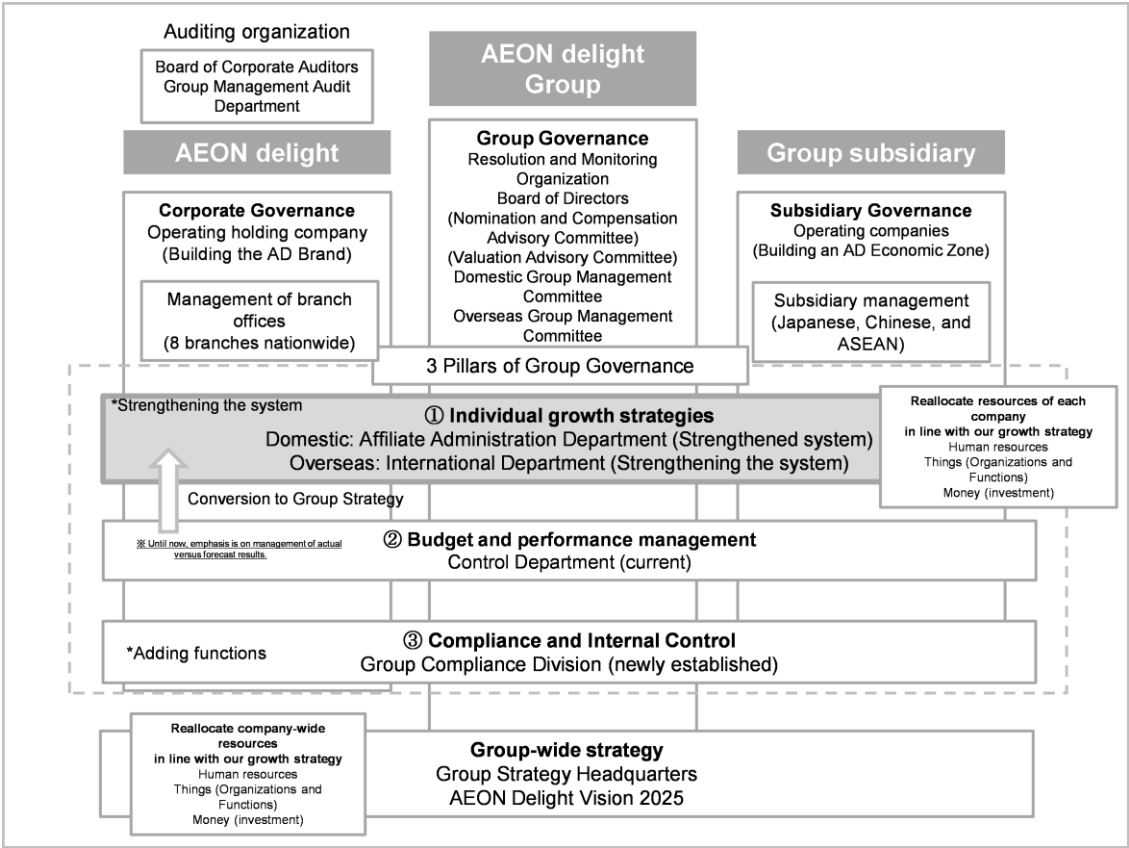 Auditing organization
Board of Corporate Auditors
Group Management Audit
Department
AEON delight
Group
AEON delight
Group subsidiary
Corporate Governance
Operating holding company
(Building the AD Brand)
Management of branch
offices
(8 branches nationwide)
Group Governance
Resolution and Monitoring
Organization
Board of Directors
(Nomination and Compensation
Advisory Committee)
(Valuation Advisory Committee)
Domestic Group Management
Committee
Overseas Group Management
Committee
Subsidiary Governance
Operating companies
(Building an AD Economic Zone)
Subsidiary management
(Japanese, Chinese, and
ASEAN)
3 Pillars of Group Governance
*Strengthening the system
① Individual growth strategies
Domestic: Affiliate Administration Department (Strengthened system)
Overseas: International Department (Strengthening the system)
Reallocate resources of each
company
in line with our growth strategy
Human resources
Things (Organizations and
Functions)
Money (investment)
Conversion to Group Strategy
※ Until now, emphasis is on management of actual
versus forecast results.
② Budget and performance management
Control Department (current)
*Adding functions
③ Compliance and Internal Control
Group Compliance Division (newly established)
Reallocate company-wide
resources
in line with our growth strategy
Human resources
Things (Organizations and
Functions)
Money (investment)
Group-wide strategy
Group Strategy Headquarters
AEON Delight Vision 2025